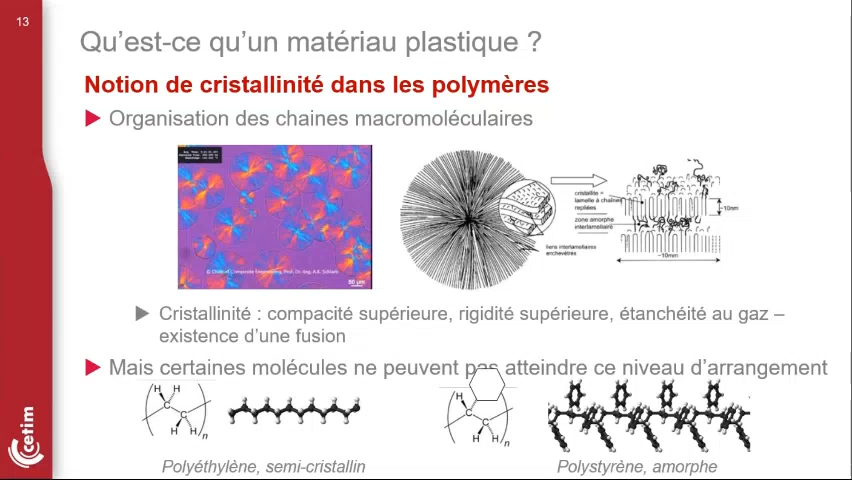 13
Qu’est-ce qu’un matériau plastique ?
Notion de cristallinité dans les polymères
Organisation des chaines macromoléculaires
cristallite =
lamelle à chaînes
repliées
zone amorphe
interlamellaire
liens interlamellaires
enchevêtrés
~10nm
~10nm
80 µm
Cristallinité : compacité supérieure, rigidité supérieure, étanchéité au gaz –
existence d’une fusion
Mais certaines molécules ne peuvent pas atteindre ce niveau d’arrangement
H H
C
C
H H n
H
C
C
H H n
Polyéthylène, semi-cristallin
Polystyrène, amorphe
cetim